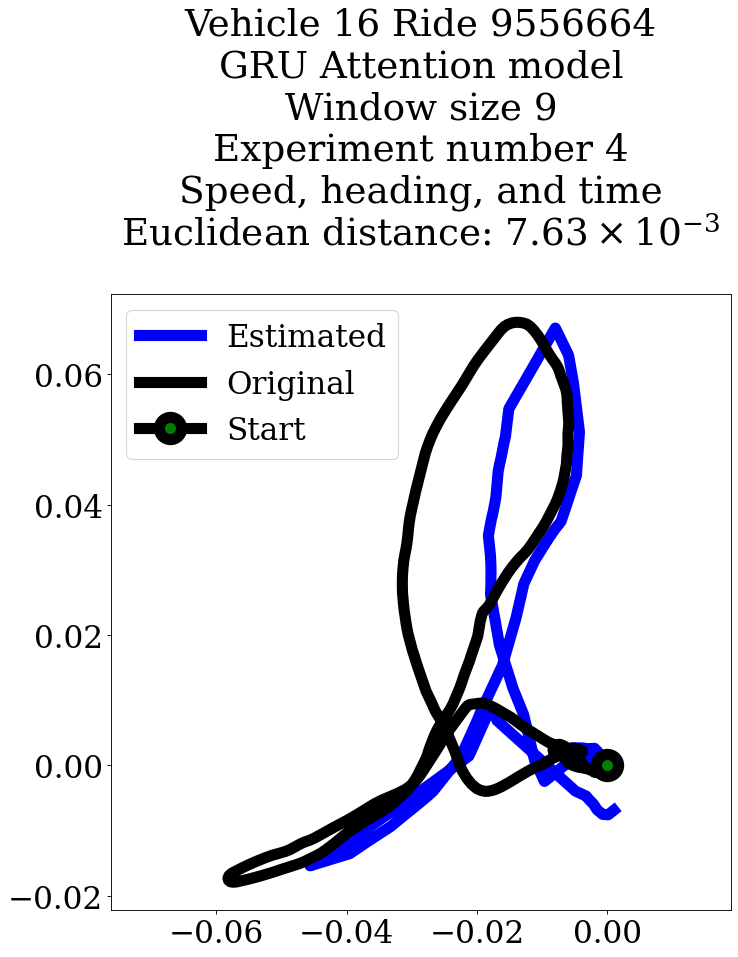 Vehicle 16 Ride 9556664
GRU Attention model
Window size 9
Experiment number 4
Speed, heading, and time
Euclidean distance: 7.63 × 10⁻³
Estimated
Original
Start
0.06
0.04
0.02
0.00
−0.02
−0.06 −0.04 −0.02 0.00